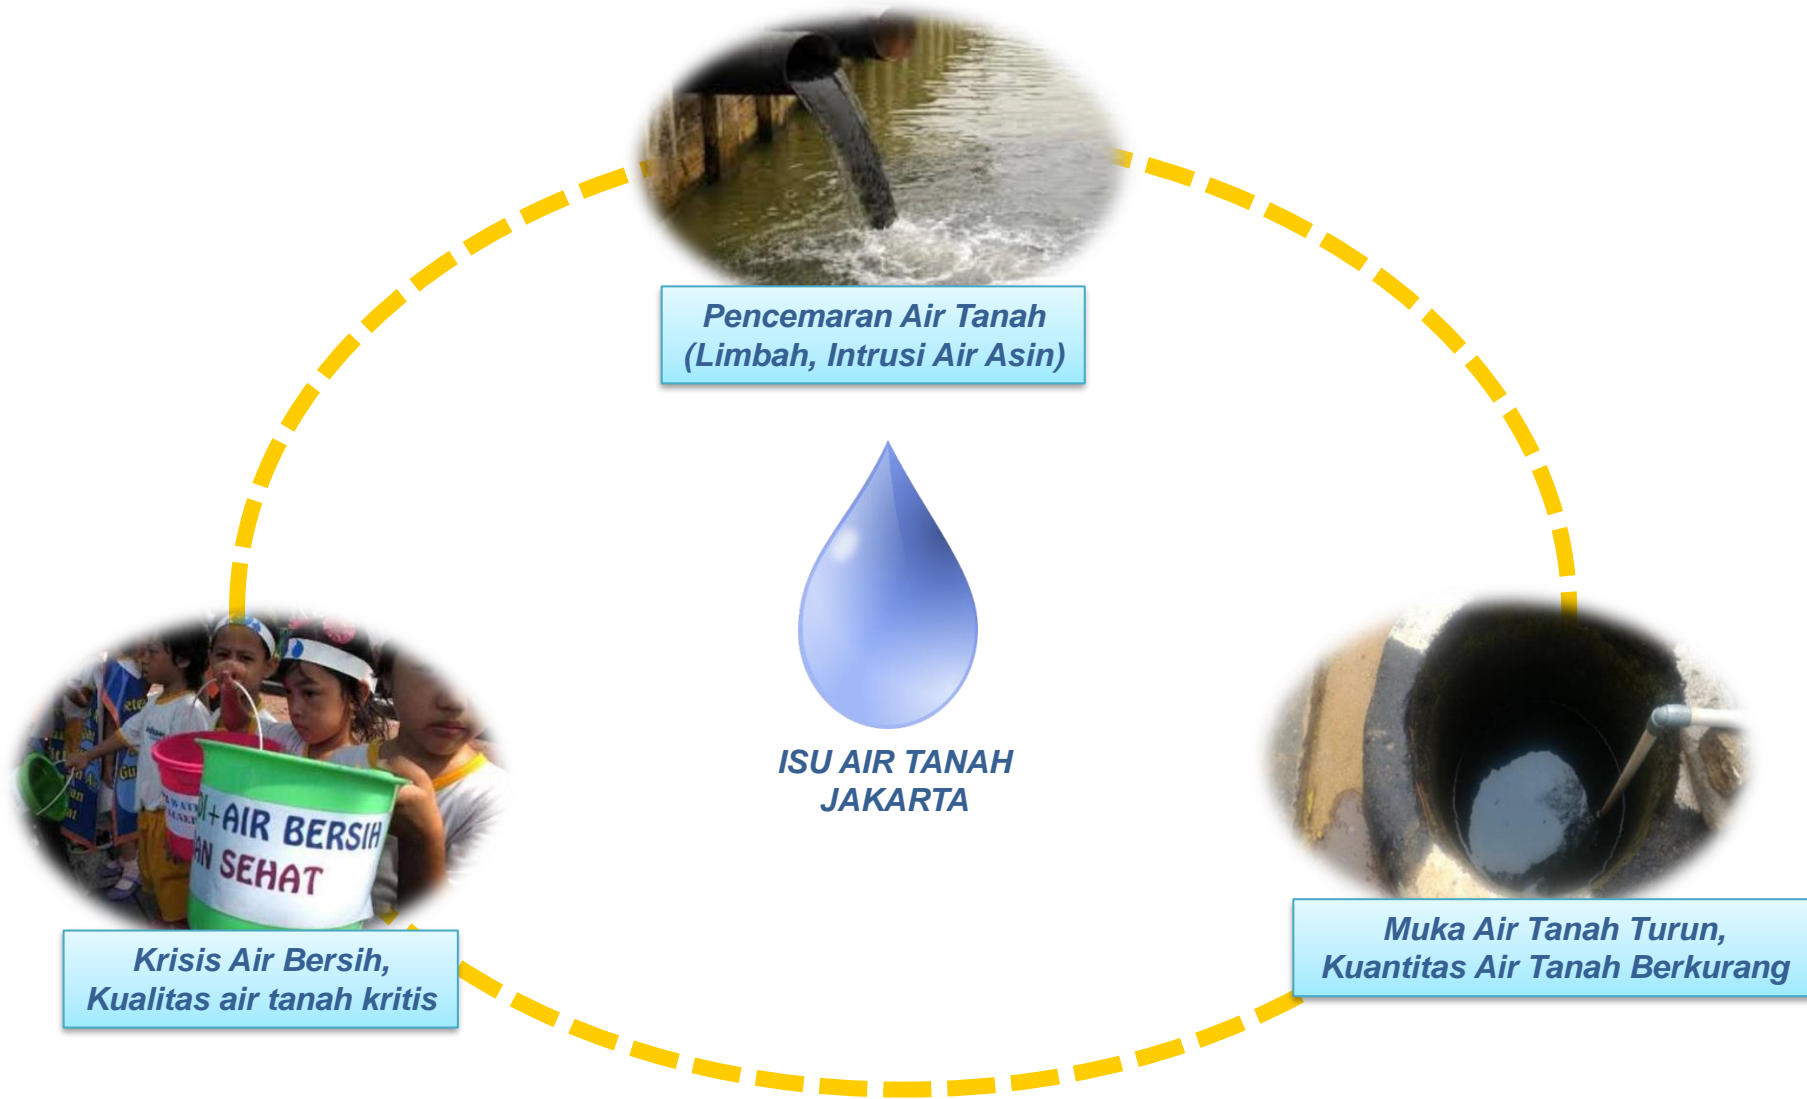 Pencemaran Air Tanah
(Limbah, Intrusi Air Asin)
ISU AIR TANAH
JAKARTA
+AIR BERSIH
SEHAT
Krisis Air Bersih,
Kualitas air tanah kritis
Muka Air Tanah Turun,
Kuantitas Air Tanah Berkurang